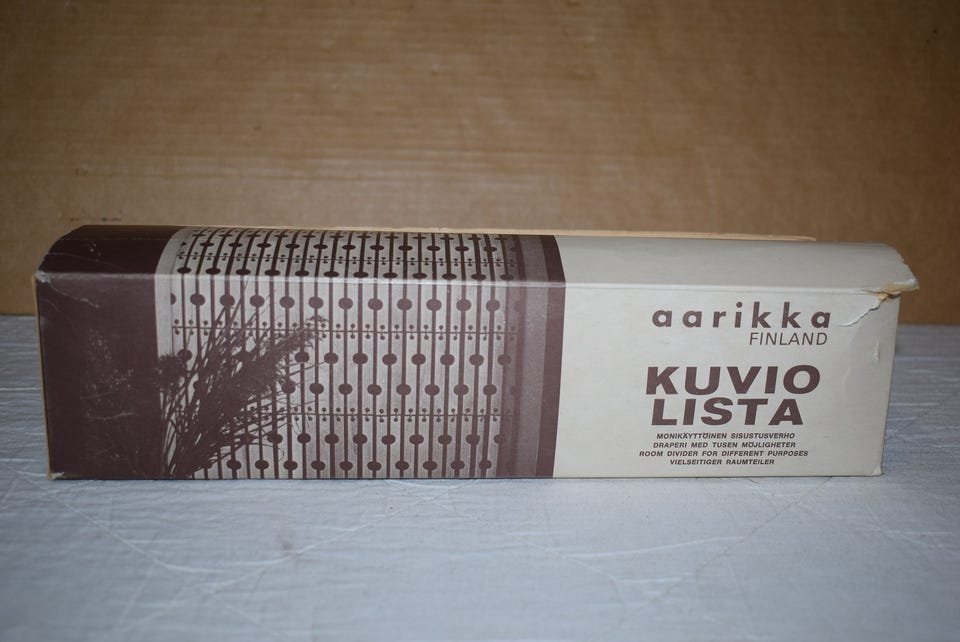 aarikka
FINLAND
KUVIO
LISTA
MONIKÄYTTÖINEN SISUSTUSVERHO
DRAPERI MED TUSEN MÖJLIGHETER
ROOM DIVIDER FOR DIFFERENT PURPOSES
VIELSEITIGER RAUMTEILER